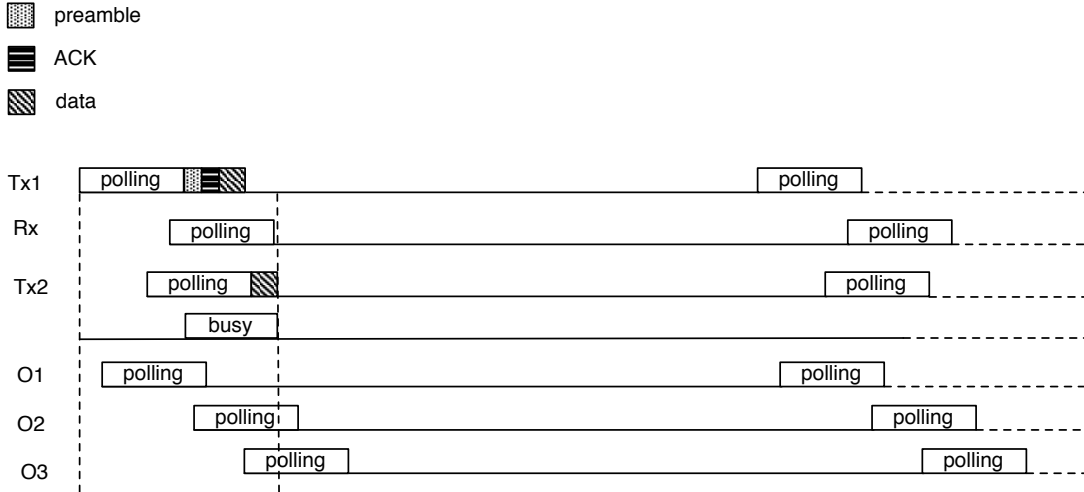 preamble
ACK
data
Tx1 polling polling
Rx polling polling
Tx2 polling polling
busy
O1 polling polling
O2 polling polling
O3 polling polling